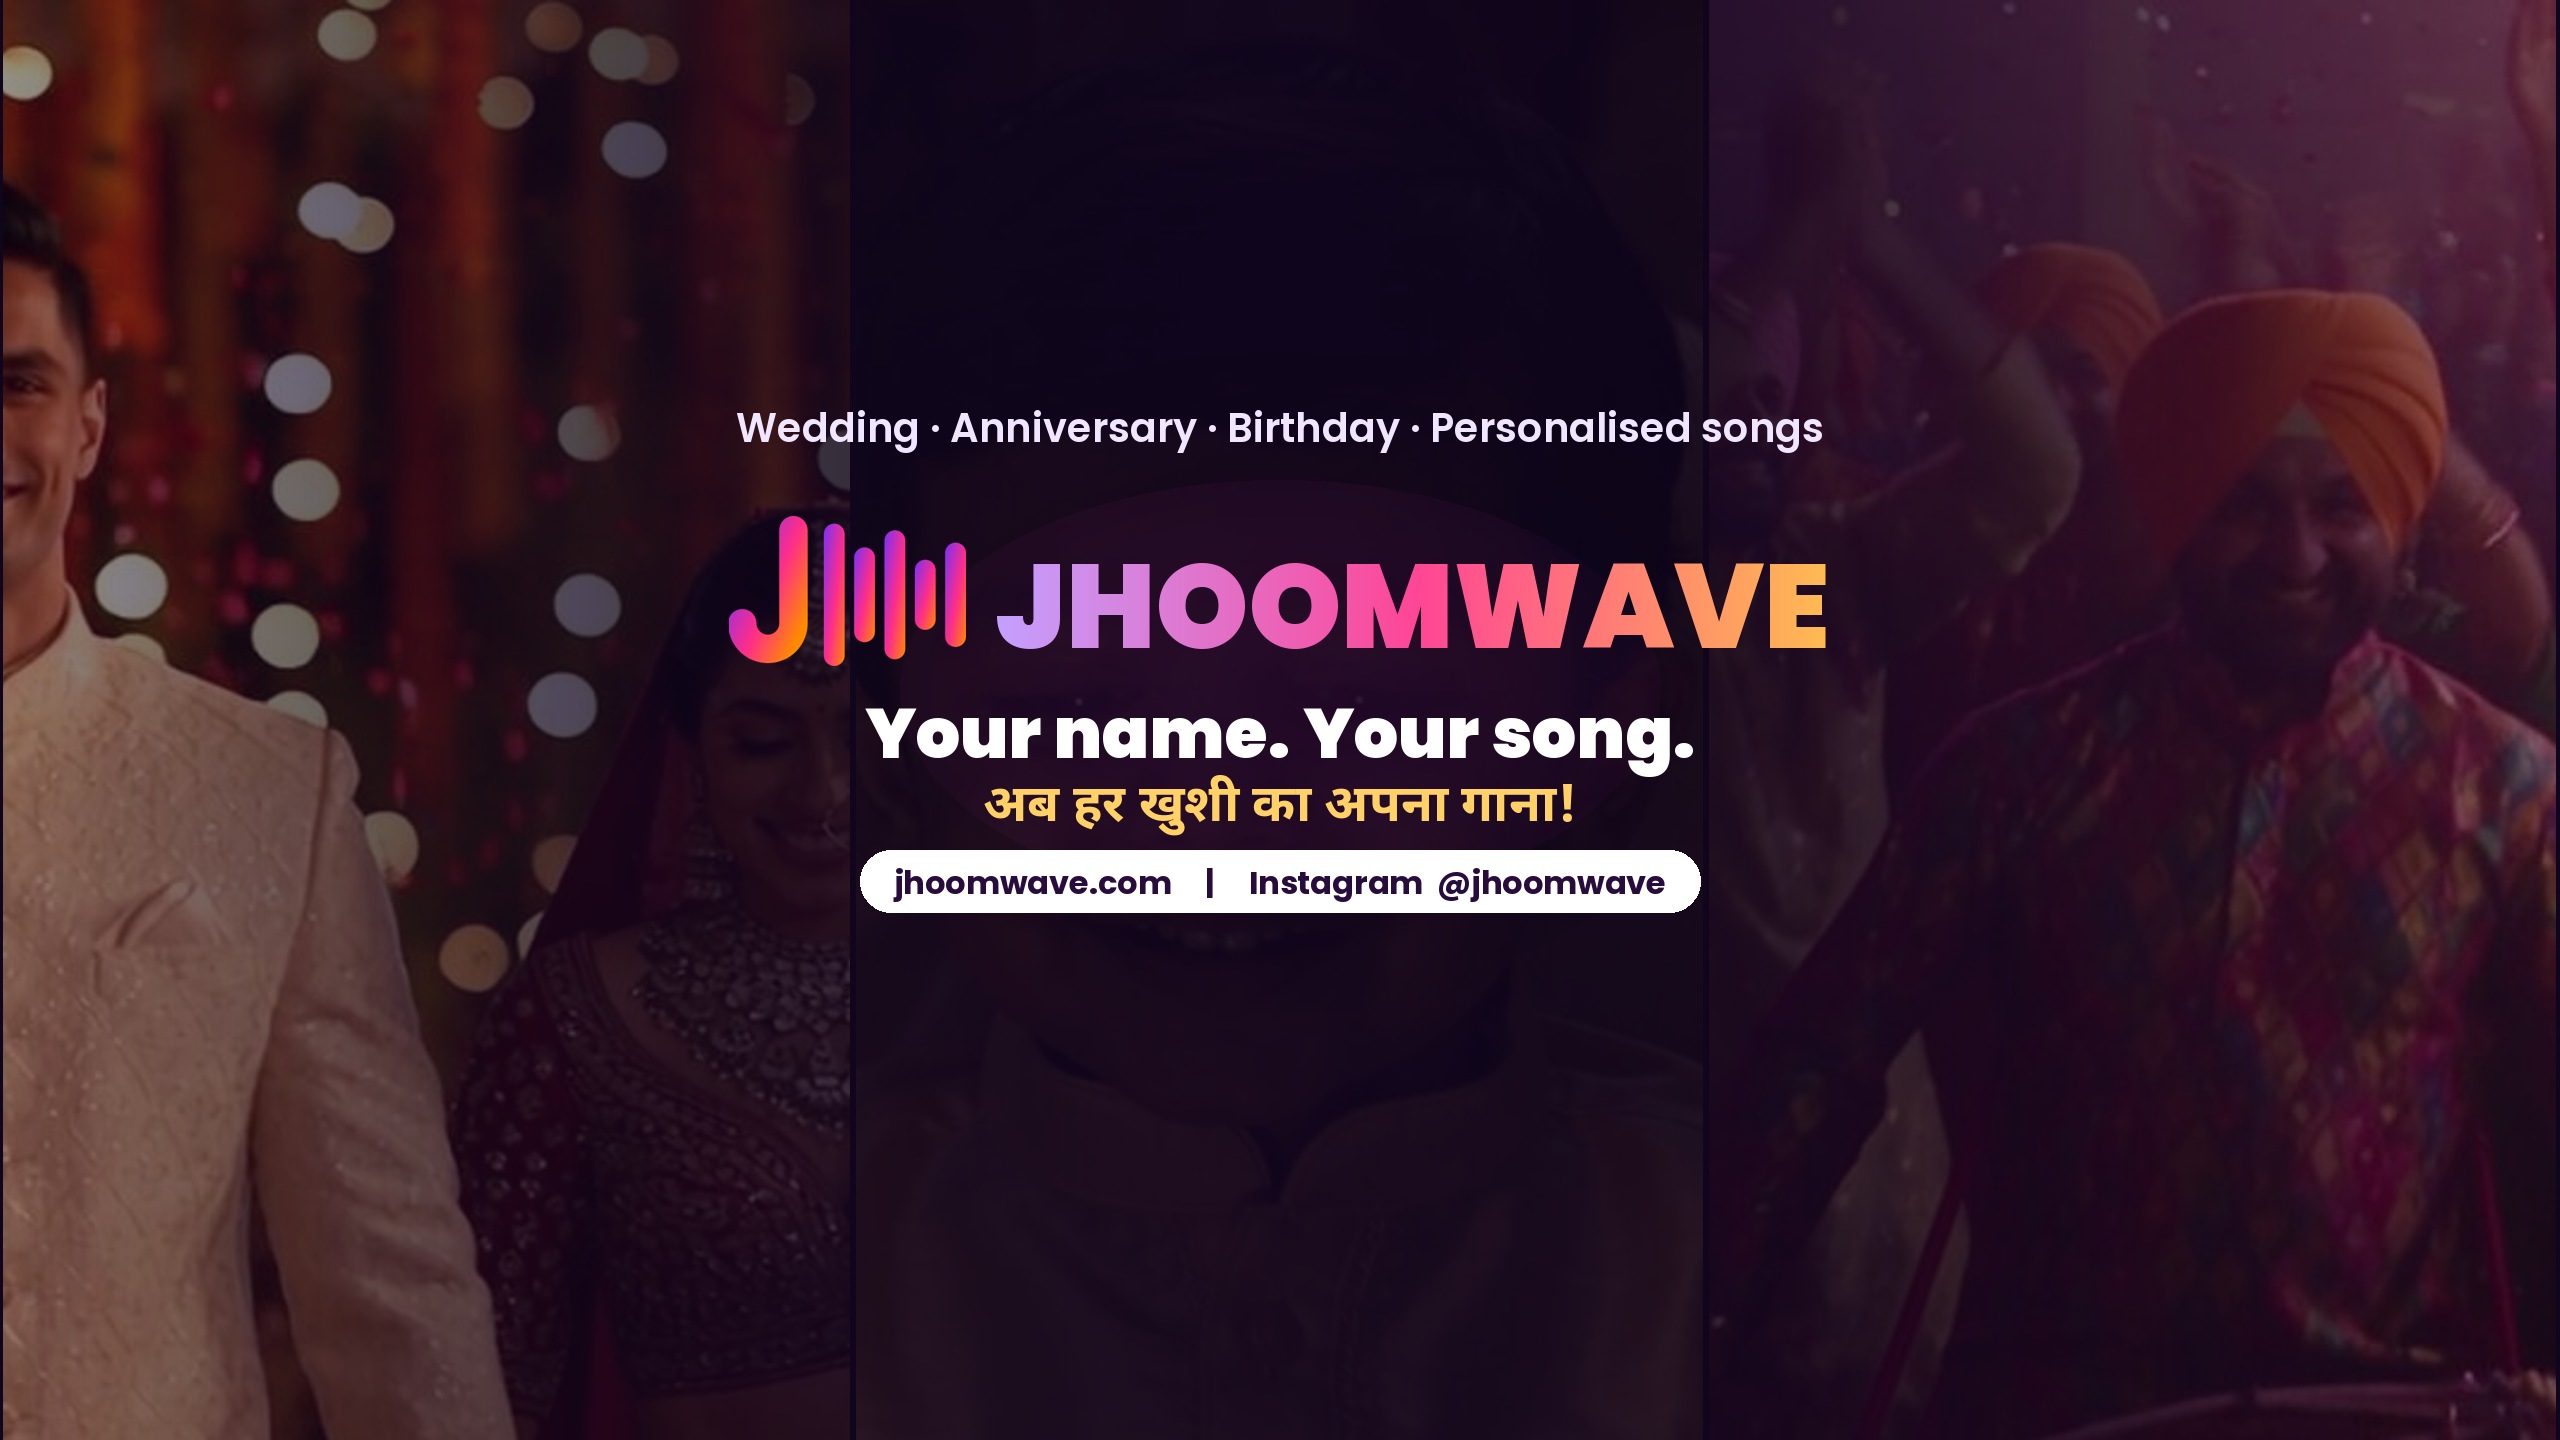 Wedding · Anniversary · Birthday · Personalised songs
JHOOMWAVE
Your name. Your song.
अब हर खुशी का अपना गाना!
jhoomwave.com | Instagram @jhoomwave